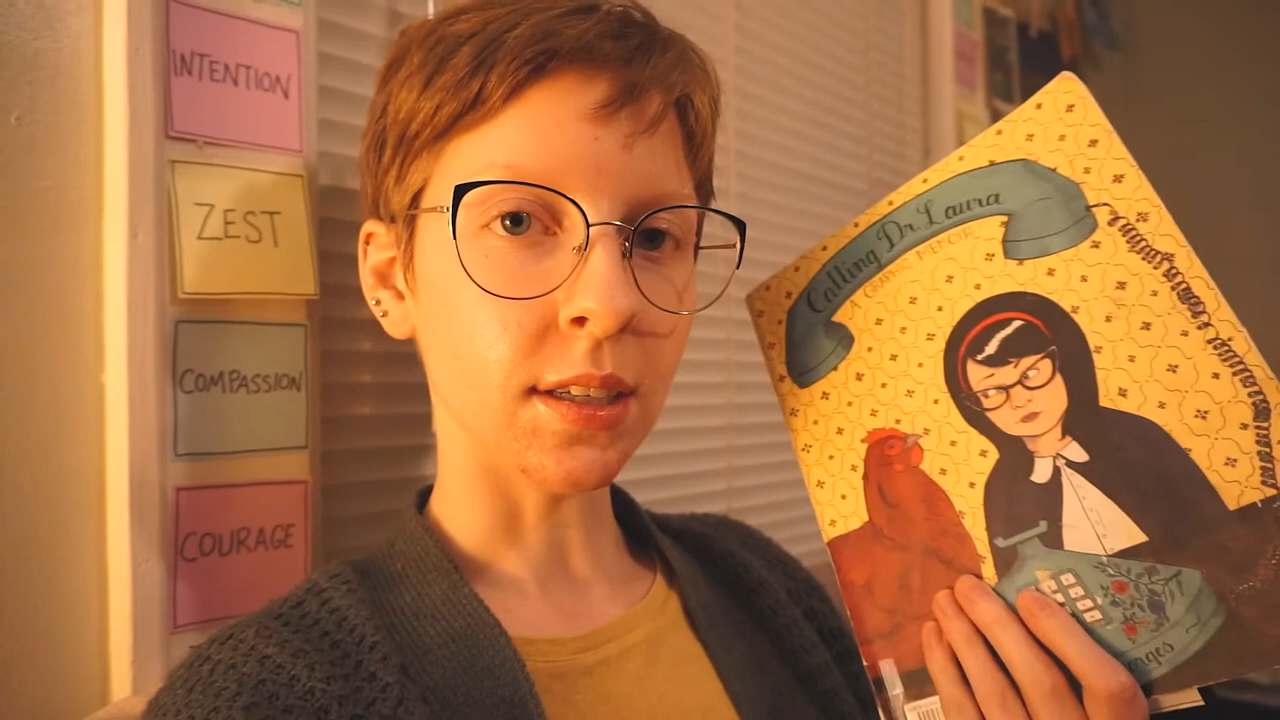 INTENTION
ZEST
COMPASSION
COURAGE
Calling Dr. Laura
A GRAPHIC MEMOIR